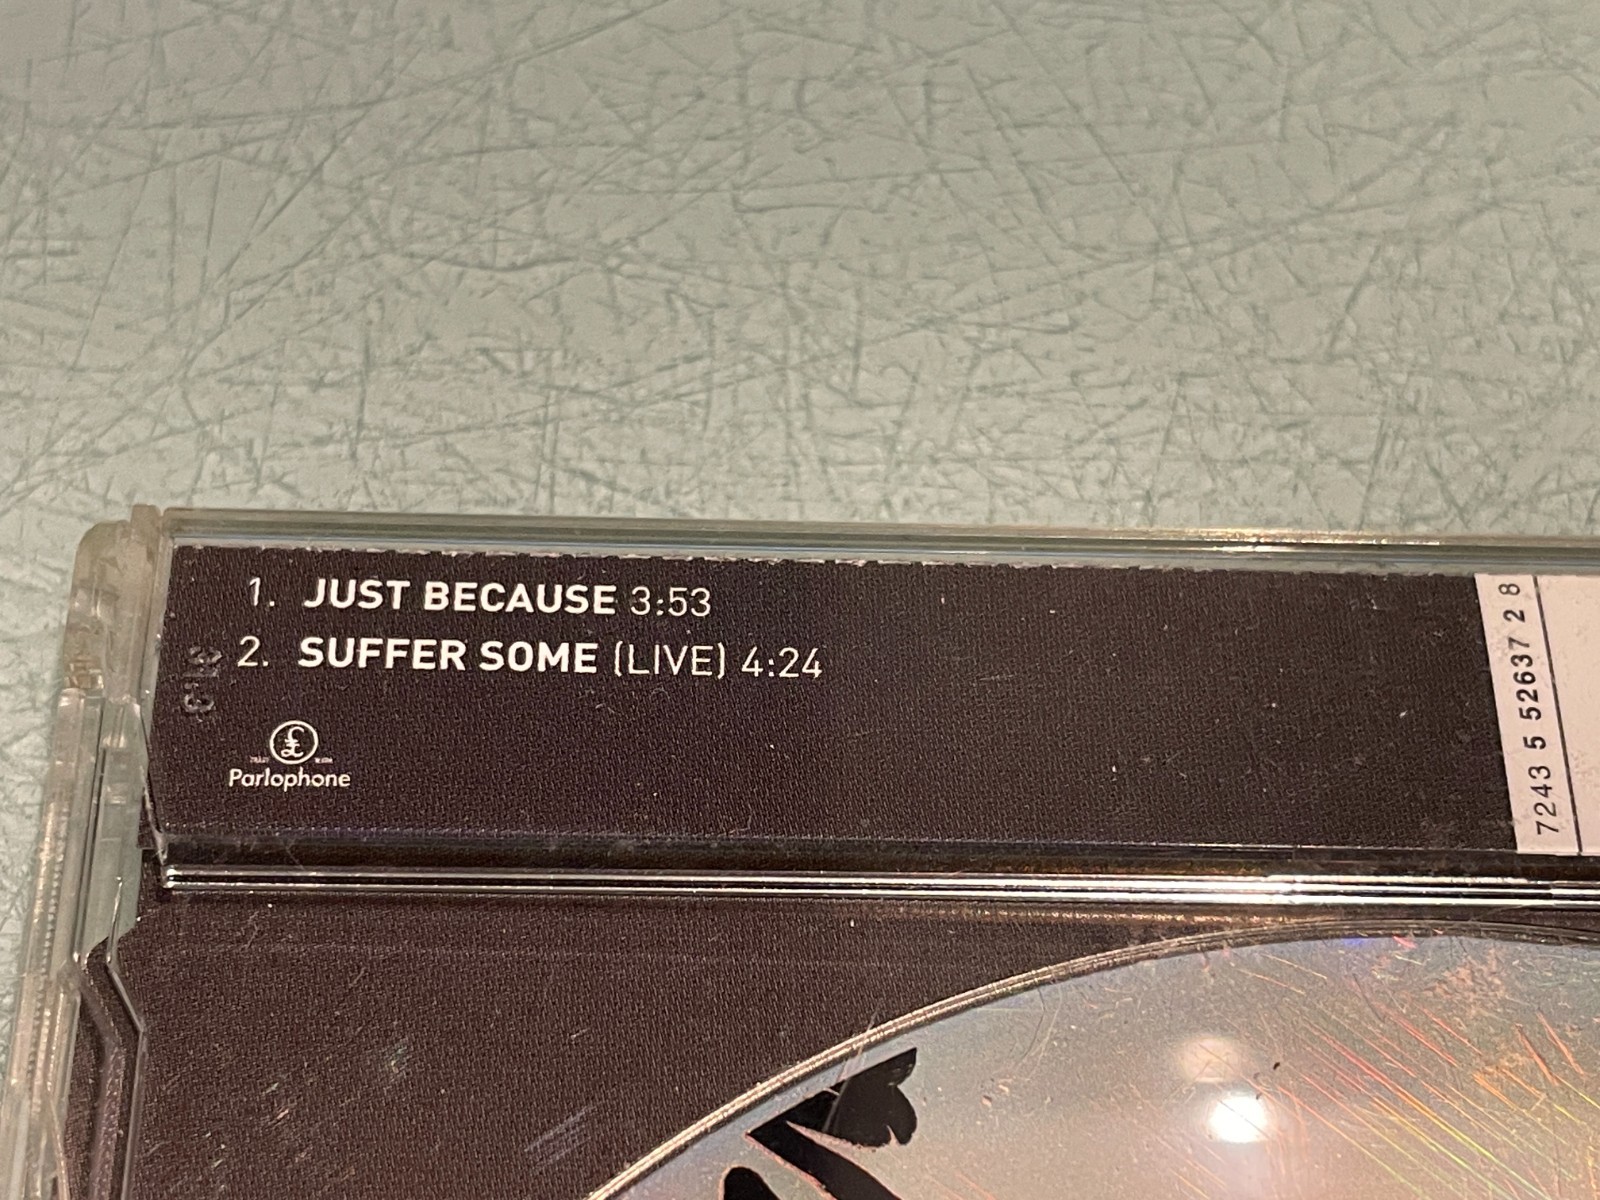 1. JUST BECAUSE 3:53
2. SUFFER SOME (LIVE) 4:24
£
Parlophone
7243 5 52637 2 8